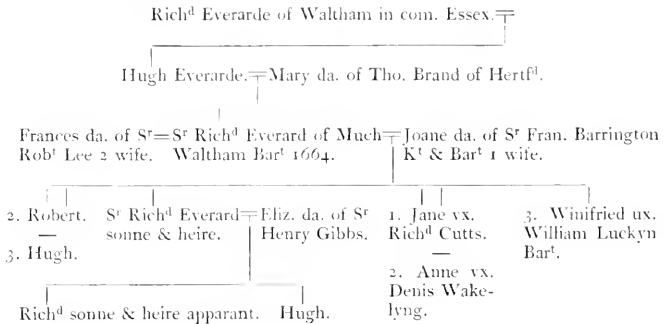 Richᵈ Everarde of Waltham in com. Essex.
Hugh Everarde. Mary da. of Tho. Brand of Hertfᵈ.
Frances da. of Sʳ Robᵗ Lee 2 wife.
Sʳ Richᵈ Everard of Much Waltham Barᵗ 1664.
Joane da. of Sʳ Fran. Barrington Kᵗ & Barᵗ 1 wife.
2. Robert.
—
3. Hugh.
Sʳ Richᵈ Everard
sonne & heire.
Eliz. da. of Sʳ
Henry Gibbs.
1. Jane vx.
Richᵈ Cutts.
—
2. Anne vx.
Denis Wake-
lyng.
3. Winifried ux.
William Luckyn
Barᵗ.
Richᵈ sonne & heire apparant. Hugh.